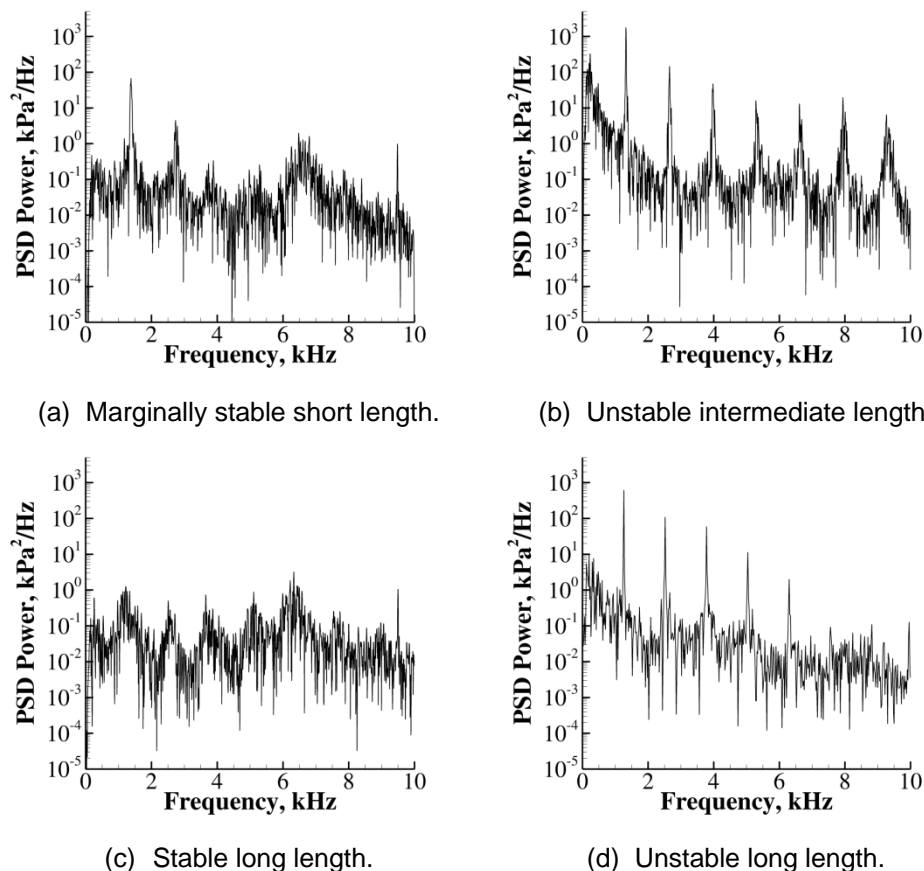 10³
10²
10¹
10⁰
10⁻¹
10⁻²
10⁻³
10⁻⁴
10⁻⁵
PSD Power, kPa²/Hz
0 2 4 6 8 10
Frequency, kHz
(a) Marginally stable short length.
10³
10²
10¹
10⁰
10⁻¹
10⁻²
10⁻³
10⁻⁴
10⁻⁵
PSD Power, kPa²/Hz
0 2 4 6 8 10
Frequency, kHz
(b) Unstable intermediate length
10³
10²
10¹
10⁰
10⁻¹
10⁻²
10⁻³
10⁻⁴
10⁻⁵
PSD Power, kPa²/Hz
0 2 4 6 8 10
Frequency, kHz
(c) Stable long length.
10³
10²
10¹
10⁰
10⁻¹
10⁻²
10⁻³
10⁻⁴
10⁻⁵
PSD Power, kPa²/Hz
0 2 4 6 8 10
Frequency, kHz
(d) Unstable long length.